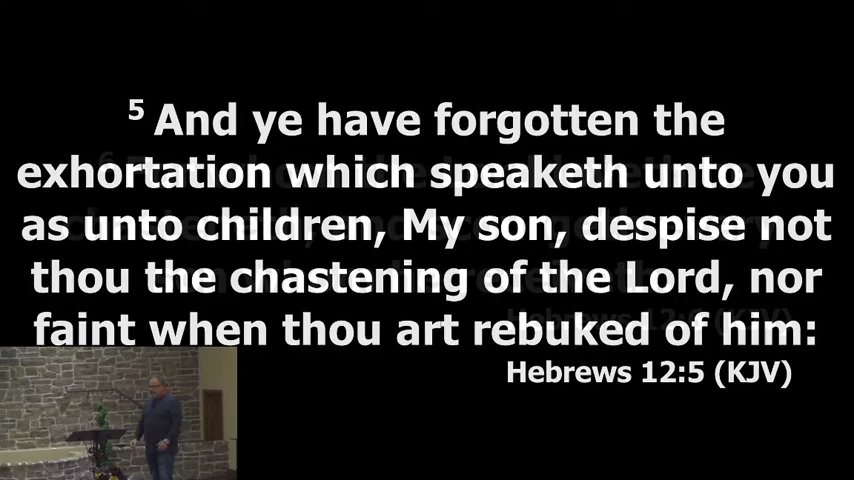 5 And ye have forgotten the
exhortation which speaketh unto you
as unto children, My son, despise not
thou the chastening of the Lord, nor
faint when thou art rebuked of him:
Hebrews 12:5 (KJV)